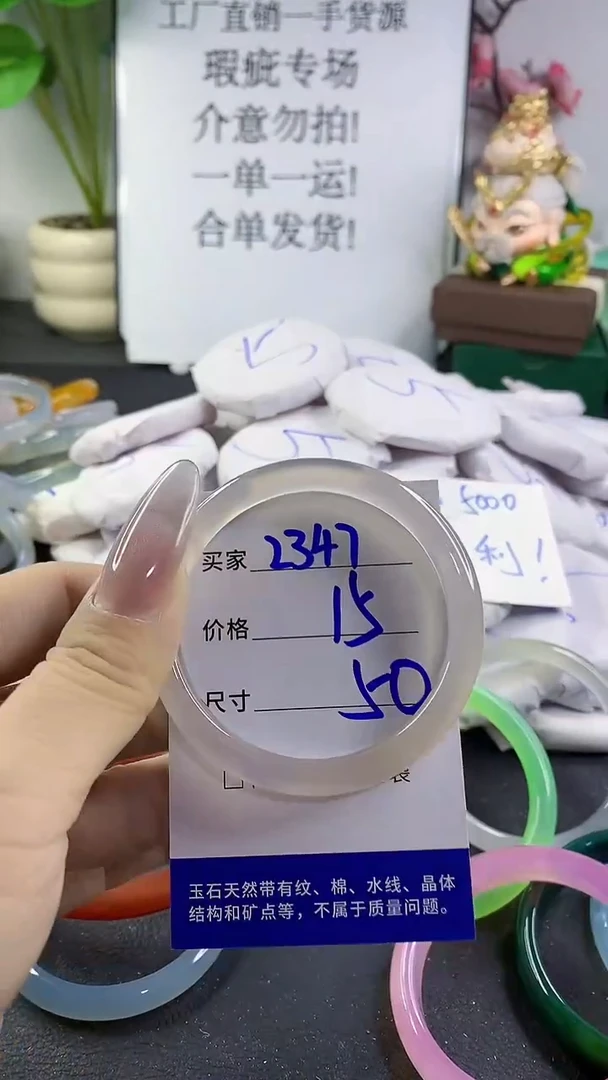 工厂直销一手货源
瑕疵专场
介意勿拍!
一单一运!
合单发货!
5000
利!
买家 2347
价格 15
尺寸 50
玉石天然带有纹、棉、水线、晶体
结构和矿点等，不属于质量问题。